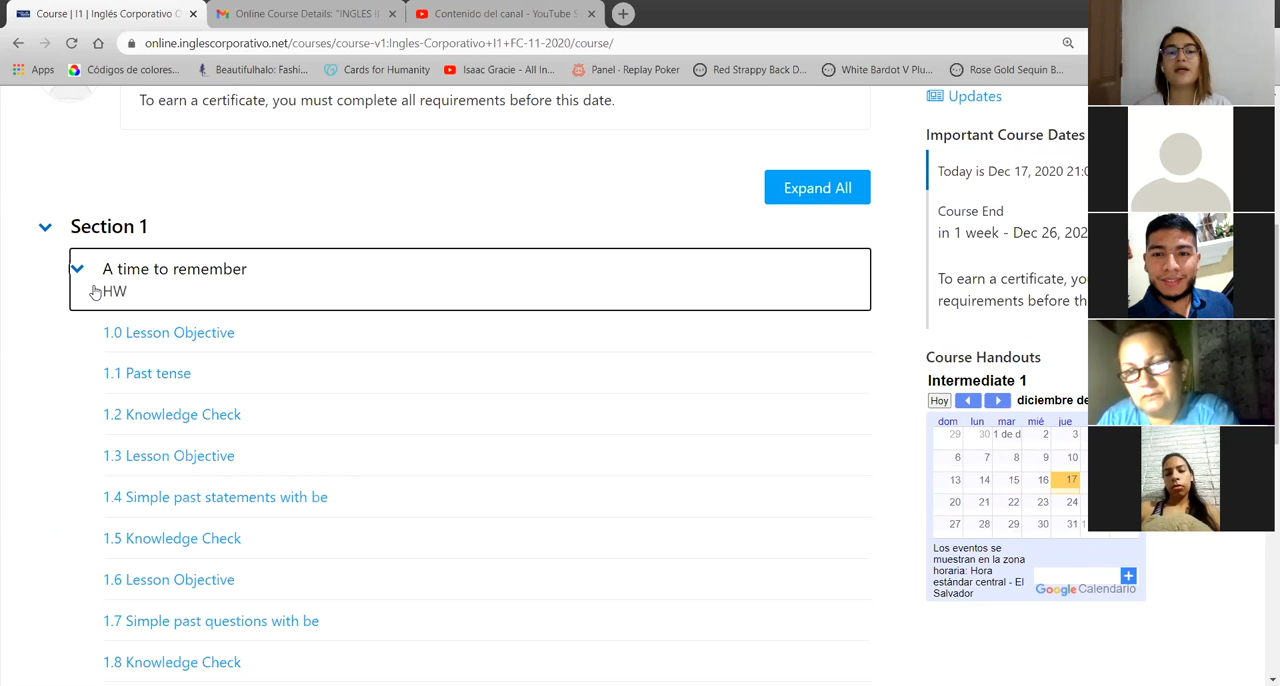 Course | I1 | Inglés Corporativo C
Online Course Details: "INGLES II
Contenido del canal - YouTube S
online.inglescorporativo.net/courses/course-v1:Ingles-Corporativo+I1+FC-11-2020/course/
Apps
Códigos de colores...
Beautifulhalo: Fashi...
Cards for Humanity
Isaac Gracie - All In...
Panel · Replay Poker
Red Strappy Back D...
White Bardot V Plu...
Rose Gold Sequin B...
To earn a certificate, you must complete all requirements before this date.
Expand All
Section 1
A time to remember
HW
1.0 Lesson Objective
1.1 Past tense
1.2 Knowledge Check
1.3 Lesson Objective
1.4 Simple past statements with be
1.5 Knowledge Check
1.6 Lesson Objective
1.7 Simple past questions with be
1.8 Knowledge Check
Updates
Important Course Dates
Today is Dec 17, 2020 21:0
Course End
in 1 week - Dec 26, 202
To earn a certificate, yo
requirements before th
Course Handouts
Intermediate 1
Hoy diciembre de
dom lun mar mié jue
29 30 1 de d 2 3
6 7 8 9 10
13 14 15 16 17
20 21 22 23 24
27 28 29 30 31 1
Los eventos se
muestran en la zona
horaria: Hora
estándar central - El
Salvador
Google Calendario